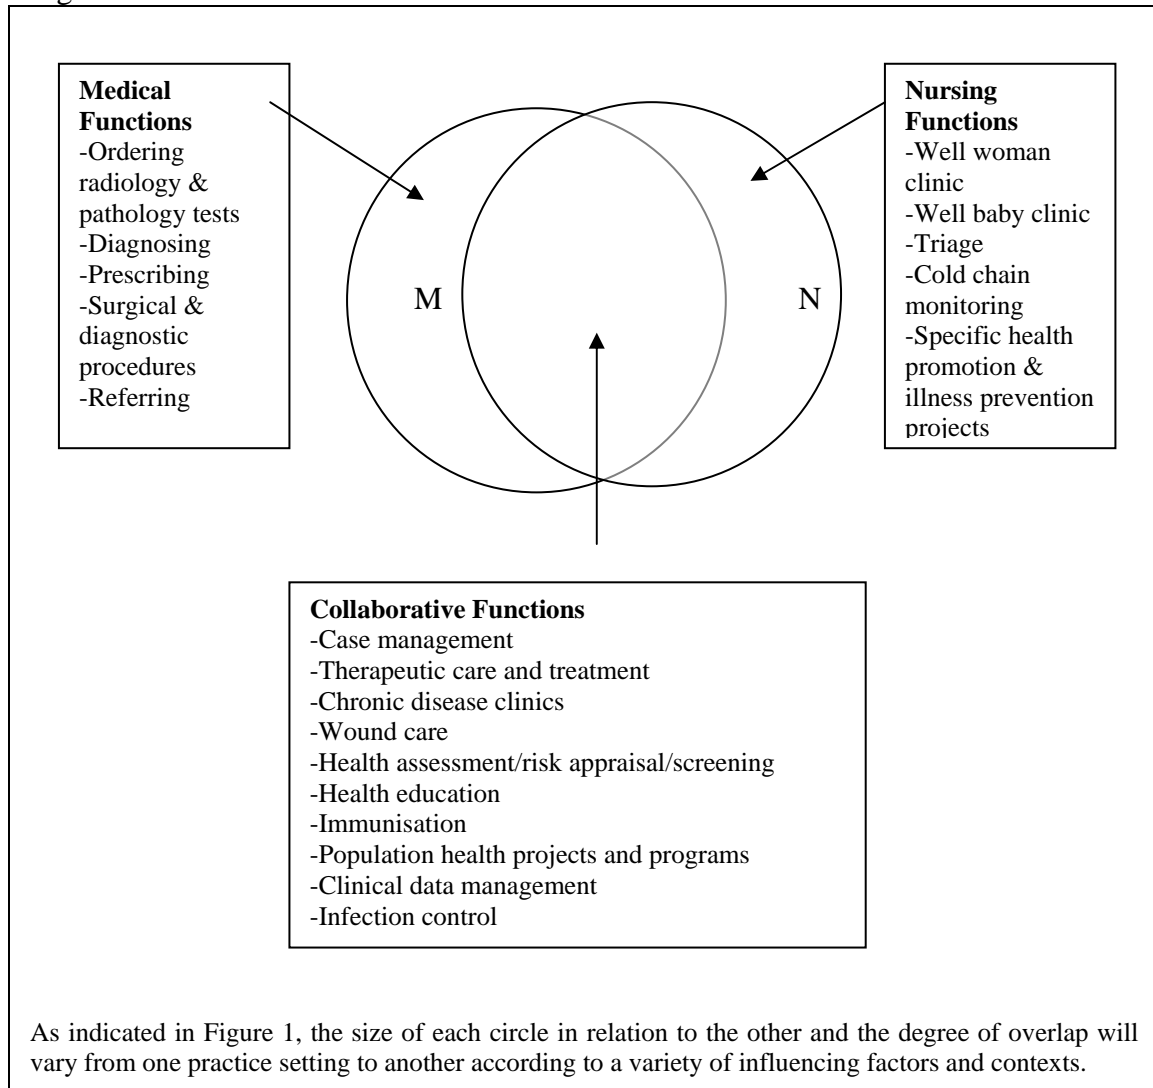 Medical
Functions
-Ordering
radiology &
pathology tests
-Diagnosing
-Prescribing
-Surgical &
diagnostic
procedures
-Referring
M
N
Nursing
Functions
-Well woman
clinic
-Well baby clinic
-Triage
-Cold chain
monitoring
-Specific health
promotion &
illness prevention
projects
Collaborative Functions
-Case management
-Therapeutic care and treatment
-Chronic disease clinics
-Wound care
-Health assessment/risk appraisal/screening
-Health education
-Immunisation
-Population health projects and programs
-Clinical data management
-Infection control
As indicated in Figure 1, the size of each circle in relation to the other and the degree of overlap will
vary from one practice setting to another according to a variety of influencing factors and contexts.